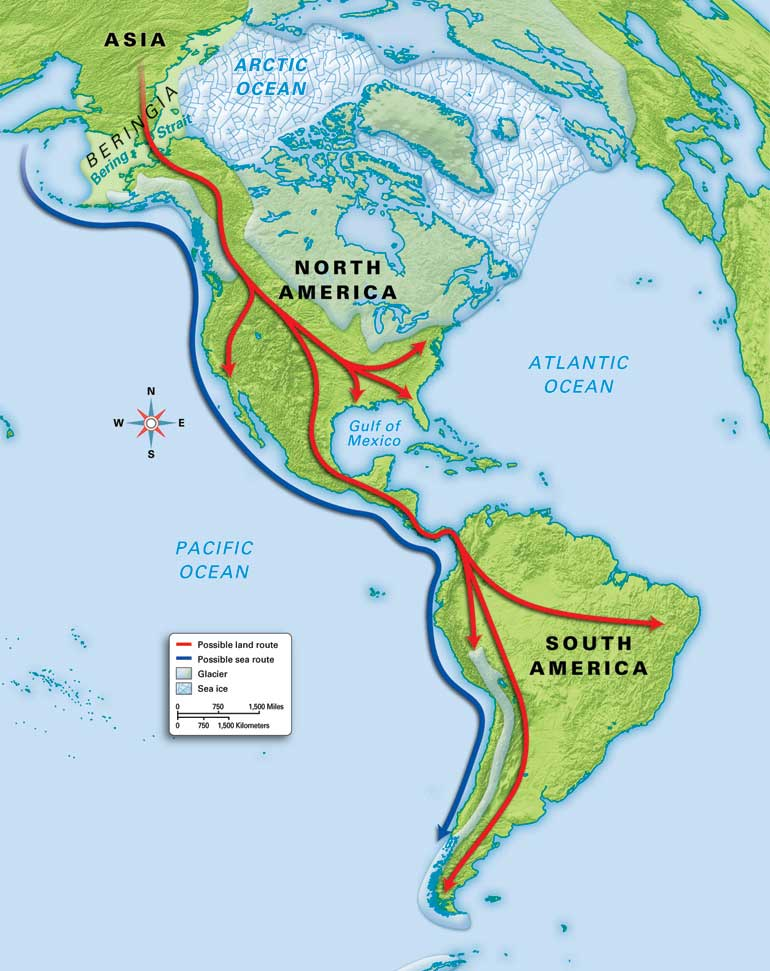 ASIA
ARCTIC
OCEAN
BERINGIA
Bering Strait
NORTH
AMERICA
ATLANTIC
OCEAN
N
W E
S
Gulf of
Mexico
PACIFIC
OCEAN
SOUTH
AMERICA
Possible land route
Possible sea route
Glacier
Sea ice
0 750 1,500 Miles
0 750 1,500 Kilometers